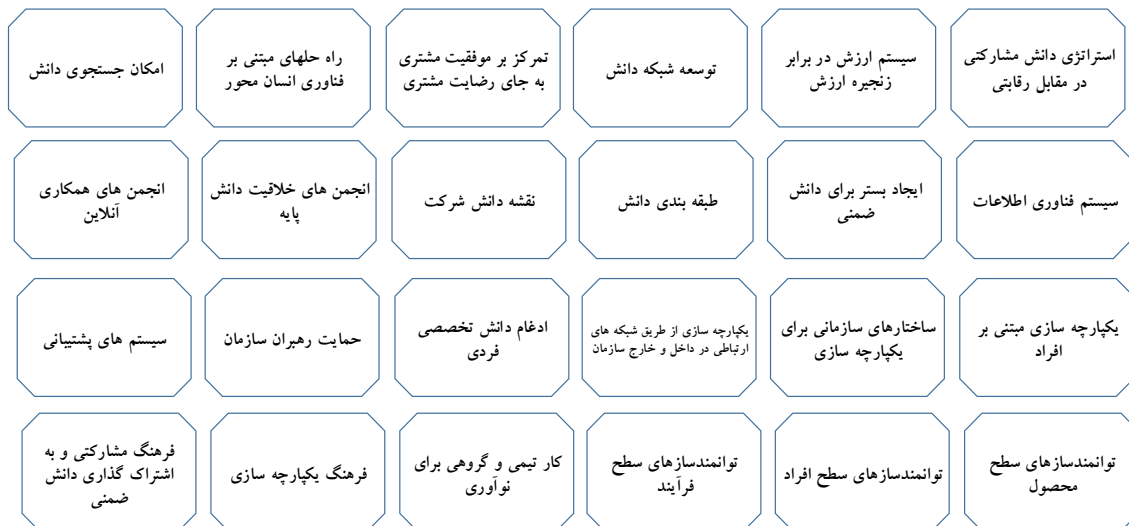 استراتژی دانش مشارکتی
در مقابل رقابتی
سیستم ارزش در برابر
زنجیره ارزش
توسعه شبکه دانش
تمرکز بر موفقیت مشتری
به جای رضایت مشتری
راه حلهای مبتنی بر
فناوری انسان محور
امکان جستجوی دانش
سیستم فناوری اطلاعات
ایجاد بستر برای دانش
ضمنی
طبقه بندی دانش
نقشه دانش شرکت
انجمن های خلاقیت دانش
پایه
انجمن های همکاری
آنلاین
یکپارچه سازی مبتنی بر
افراد
ساختارهای سازمانی برای
یکپارچه سازی
یکپارچه سازی از طریق شبکه های
ارتباطی در داخل و خارج سازمان
ادغام دانش تخصصی
فردی
حمایت رهبران سازمان
سیستم های پشتیبانی
توانمندسازهای سطح
محصول
توانمندسازهای سطح افراد
توانمندسازهای سطح
فرآیند
کار تیمی و گروهی برای
نوآوری
فرهنگ یکپارچه سازی
فرهنگ مشارکتی و به
اشتراک گذاری دانش
ضمنی